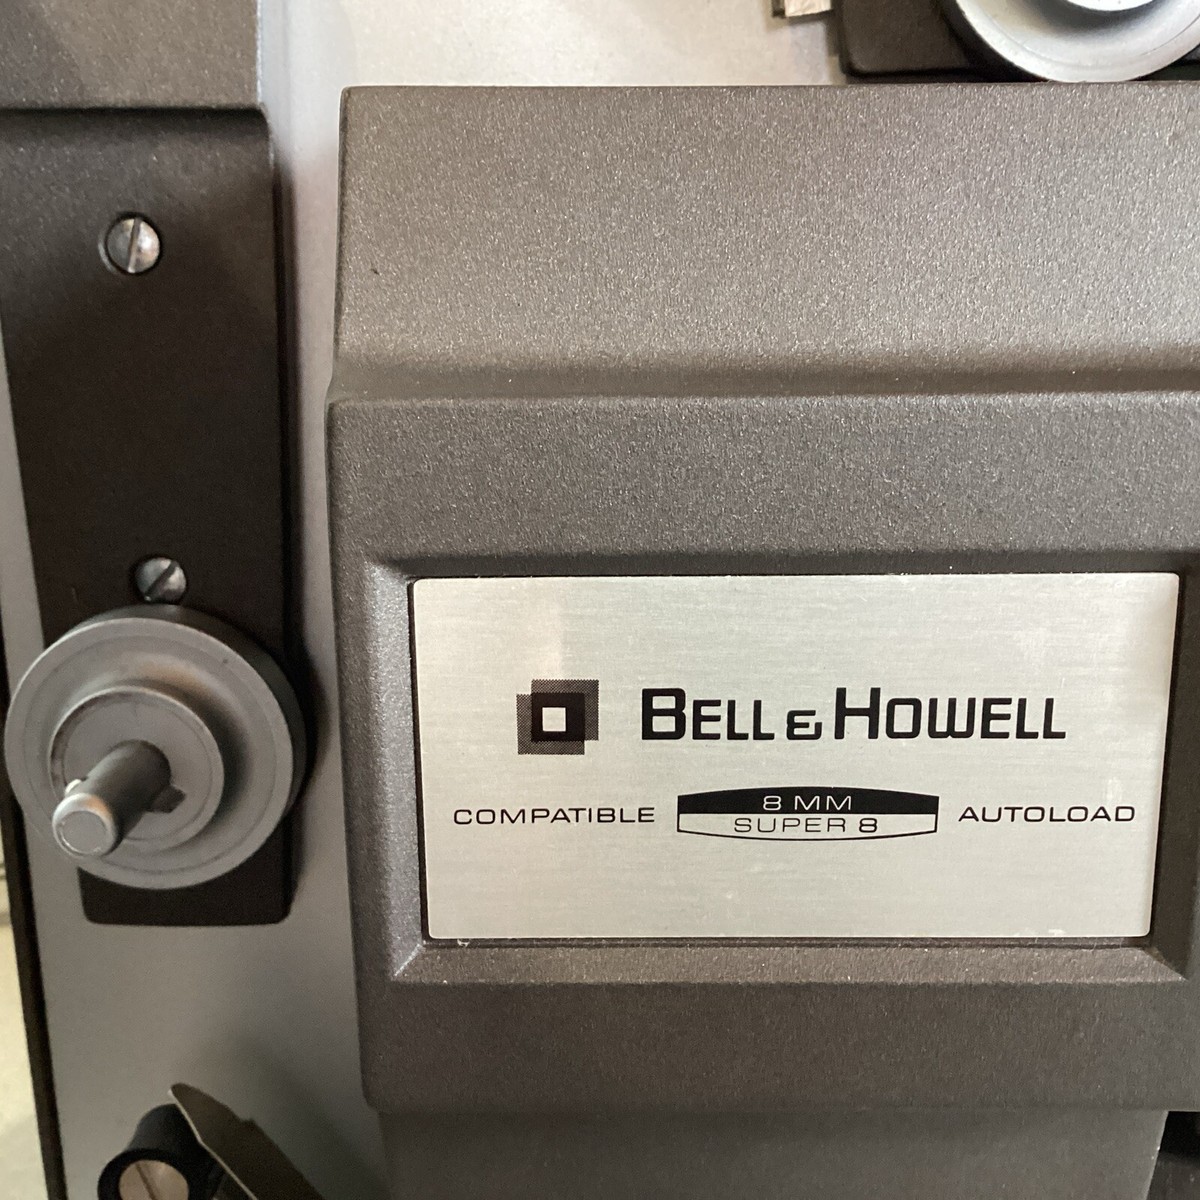 BELL & HOWELL
COMPATIBLE 8 MM SUPER 8 AUTOLOAD